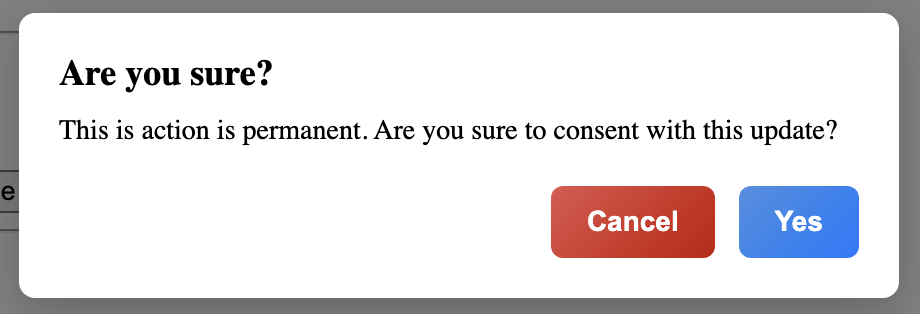 Are you sure?
This is action is permanent. Are you sure to consent with this update?
e
Cancel Yes